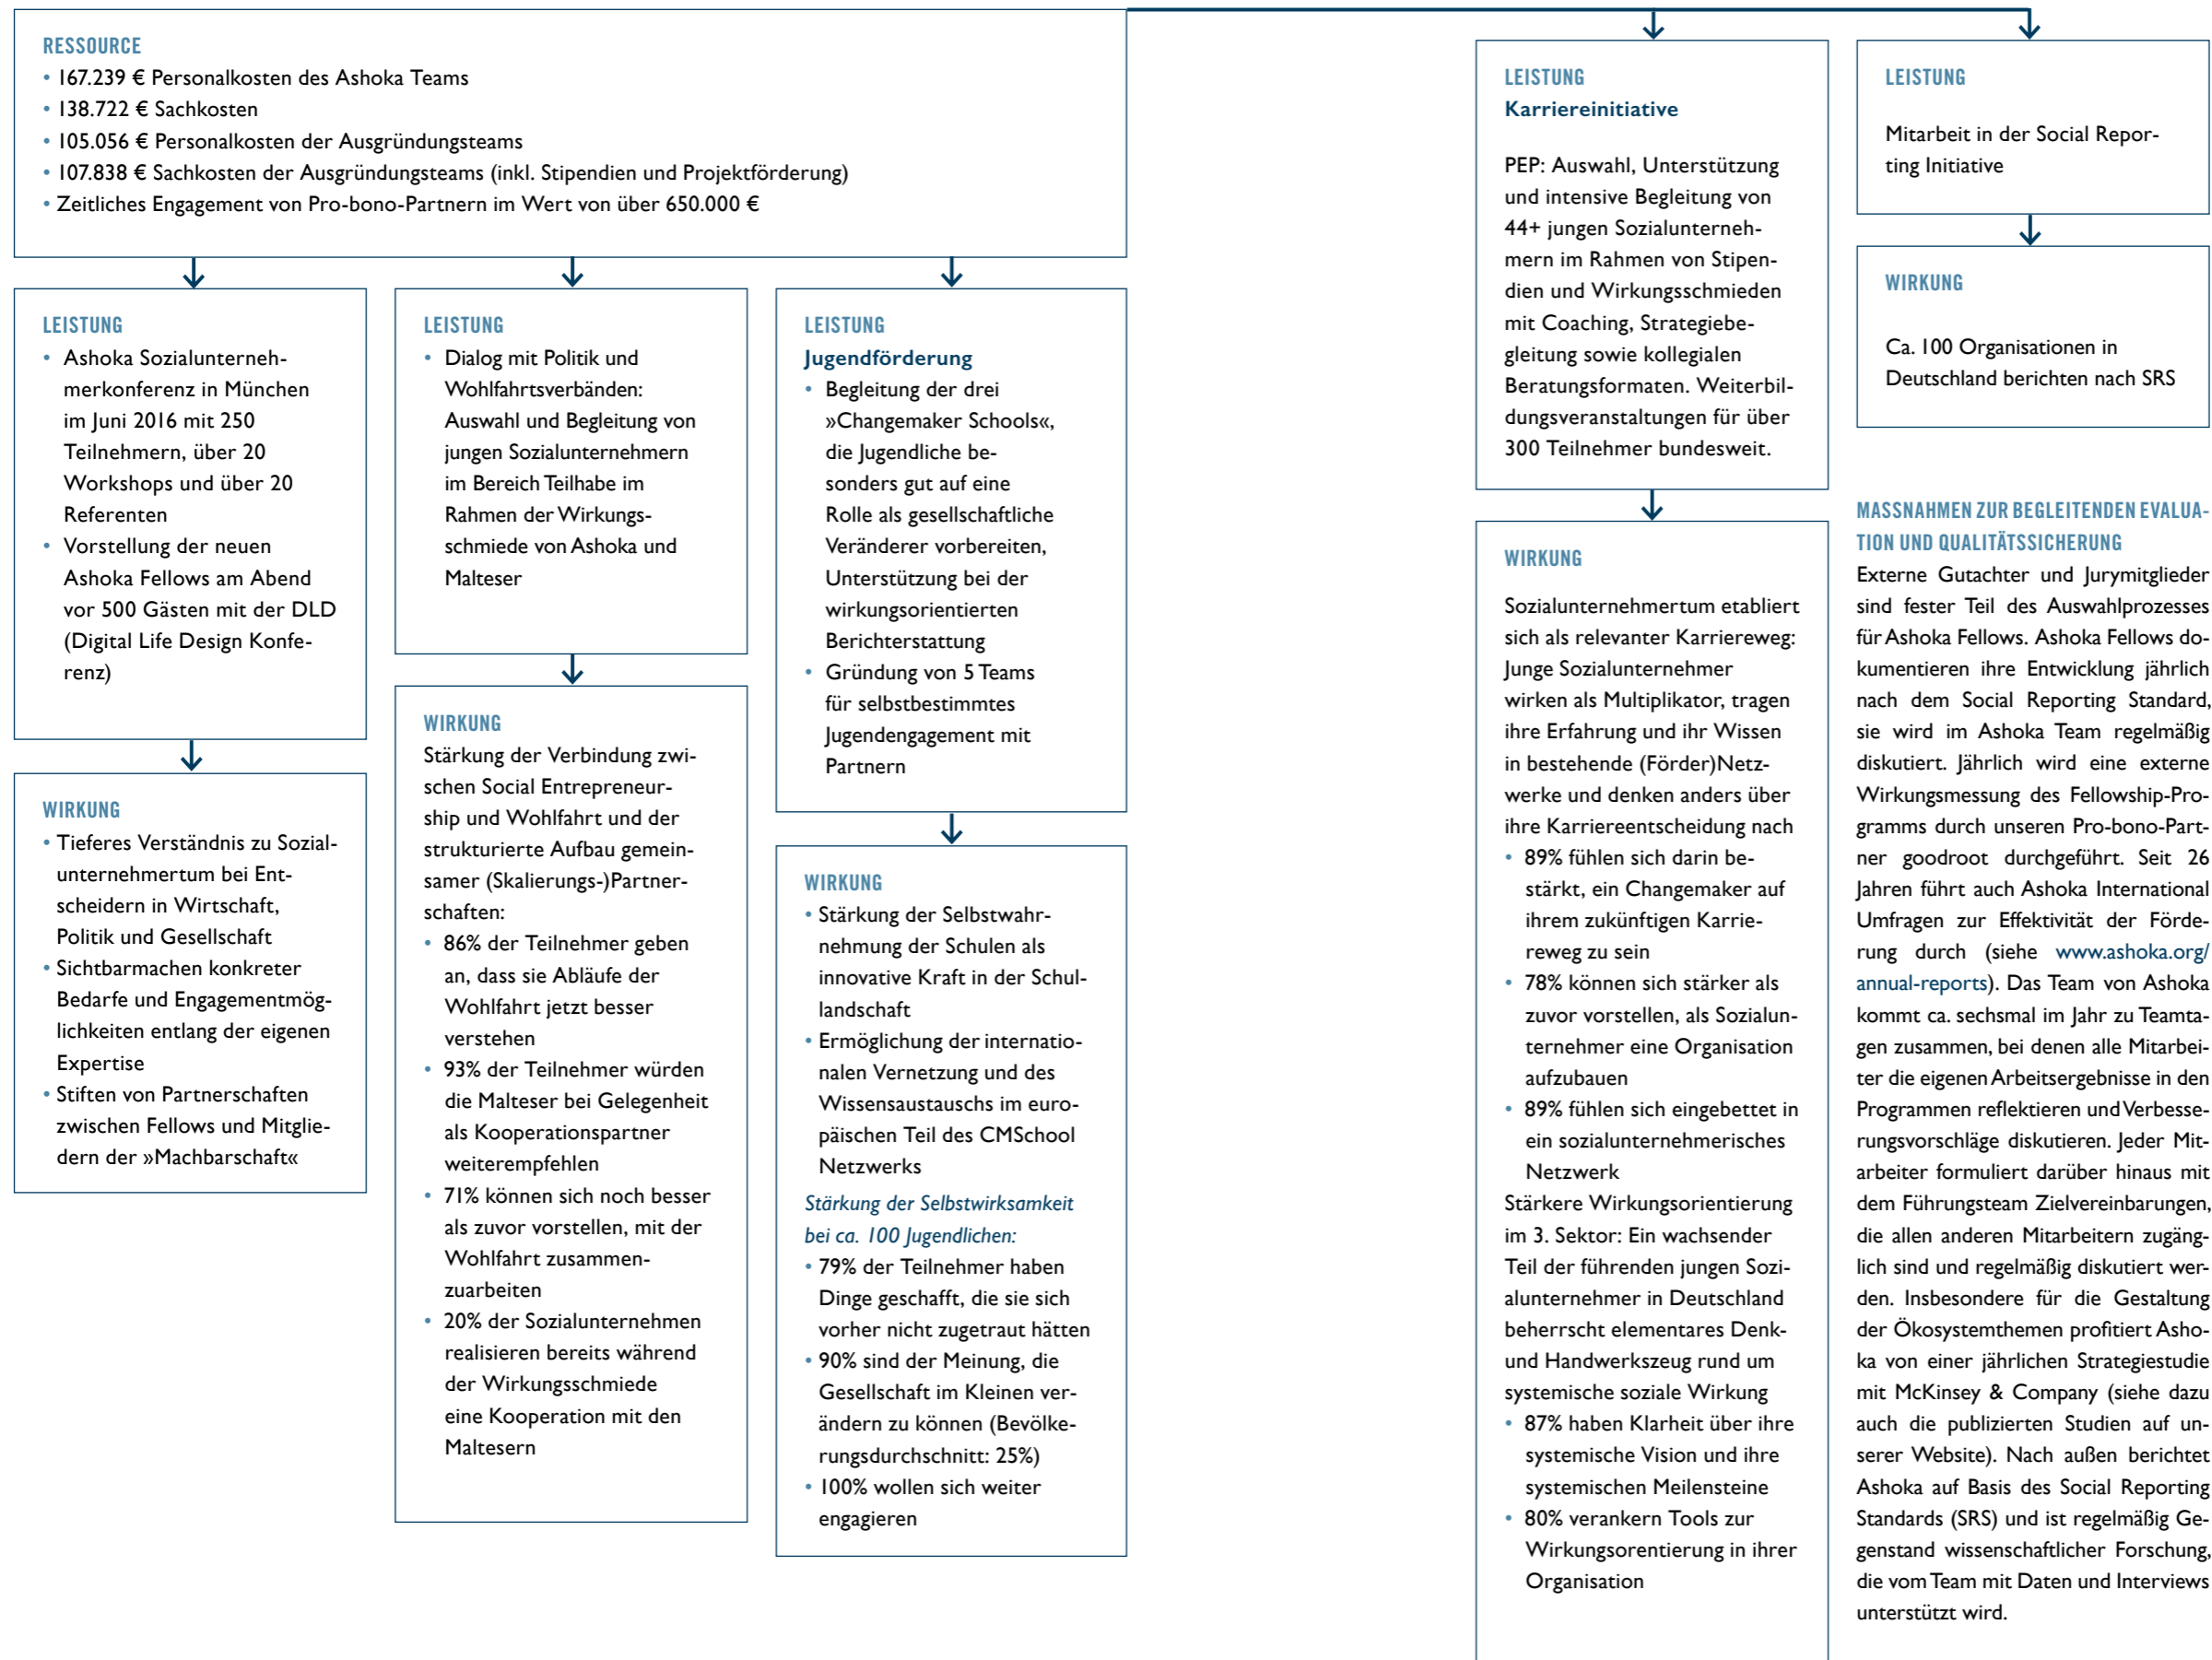 RESSOURCE
• 167.239 € Personalkosten des Ashoka Teams
• 138.722 € Sachkosten
• 105.056 € Personalkosten der Ausgründungsteams
• 107.838 € Sachkosten der Ausgründungsteams (inkl. Stipendien und Projektförderung)
• Zeitliches Engagement von Pro-bono-Partnern im Wert von über 650.000 €
LEISTUNG
• Ashoka Sozialunterneh-
merkonferenz in München
im Juni 2016 mit 250
Teilnehmern, über 20
Workshops und über 20
Referenten
• Vorstellung der neuen
Ashoka Fellows am Abend
vor 500 Gästen mit der DLD
(Digital Life Design Konfe-
renz)
WIRKUNG
• Tieferes Verständnis zu Sozial-
unternehmertum bei Ent-
scheidern in Wirtschaft,
Politik und Gesellschaft
• Sichtbarmachen konkreter
Bedarfe und Engagementmög-
lichkeiten entlang der eigenen
Expertise
• Stiften von Partnerschaften
zwischen Fellows und Mitglie-
dern der »Machbarschaft«
LEISTUNG
• Dialog mit Politik und
Wohlfahrtsverbänden:
Auswahl und Begleitung von
jungen Sozialunternehmern
im Bereich Teilhabe im
Rahmen der Wirkungs-
schmiede von Ashoka und
Malteser
WIRKUNG
Stärkung der Verbindung zwi-
schen Social Entrepreneur-
ship und Wohlfahrt und der
strukturierte Aufbau gemein-
samer (Skalierungs-)Partner-
schaften:
• 86% der Teilnehmer geben
an, dass sie Abläufe der
Wohlfahrt jetzt besser
verstehen
• 93% der Teilnehmer würden
die Malteser bei Gelegenheit
als Kooperationspartner
weiterempfehlen
• 71% können sich noch besser
als zuvor vorstellen, mit der
Wohlfahrt zusammen-
zuarbeiten
• 20% der Sozialunternehmen
realisieren bereits während
der Wirkungsschmiede
eine Kooperation mit den
Maltesern
LEISTUNG
Jugendförderung
• Begleitung der drei
»Changemaker Schools«,
die Jugendliche be-
sonders gut auf eine
Rolle als gesellschaftliche
Veränderer vorbereiten,
Unterstützung bei der
wirkungsorientierten
Berichterstattung
• Gründung von 5 Teams
für selbstbestimmtes
Jugendengagement mit
Partnern
WIRKUNG
• Stärkung der Selbstwahr-
nehmung der Schulen als
innovative Kraft in der Schul-
landschaft
• Ermöglichung der internatio-
nalen Vernetzung und des
Wissensaustauschs im euro-
päischen Teil des CMSchool
Netzwerks
Stärkung der Selbstwirksamkeit
bei ca. 100 Jugendlichen:
• 79% der Teilnehmer haben
Dinge geschafft, die sie sich
vorher nicht zugetraut hätten
• 90% sind der Meinung, die
Gesellschaft im Kleinen ver-
ändern zu können (Bevölke-
rungsdurchschnitt: 25%)
• 100% wollen sich weiter
engagieren
LEISTUNG
Karriereinitiative
PEP: Auswahl, Unterstützung
und intensive Begleitung von
44+ jungen Sozialunterneh-
mern im Rahmen von Stipen-
dien und Wirkungsschmieden
mit Coaching, Strategiebe-
gleitung sowie kollegialen
Beratungsformaten. Weiterbil-
dungsveranstaltungen für über
300 Teilnehmer bundesweit.
WIRKUNG
Sozialunternehmertum etabliert
sich als relevanter Karriereweg:
Junge Sozialunternehmer
wirken als Multiplikator, tragen
ihre Erfahrung und ihr Wissen
in bestehende (Förder)Netz-
werke und denken anders über
ihre Karriereentscheidung nach
• 89% fühlen sich darin be-
stärkt, ein Changemaker auf
ihrem zukünftigen Karrie-
reweg zu sein
• 78% können sich stärker als
zuvor vorstellen, als Sozialun-
ternehmer eine Organisation
aufzubauen
• 89% fühlen sich eingebettet in
ein sozialunternehmerisches
Netzwerk
Stärkere Wirkungsorientierung
im 3. Sektor: Ein wachsender
Teil der führenden jungen Sozi-
alunternehmer in Deutschland
beherrscht elementares Denk-
und Handwerkszeug rund um
systemische soziale Wirkung
• 87% haben Klarheit über ihre
systemische Vision und ihre
systemischen Meilensteine
• 80% verankern Tools zur
Wirkungsorentierung in ihrer
Organisation
LEISTUNG
Mitarbeit in der Social Repor-
ting Initiative
WIRKUNG
Ca. 100 Organisationen in
Deutschland berichten nach SRS
MASSNAHMEN ZUR BEGLEITENDEN EVALUA-
TION UND QUALITÄTSSICHERUNG
Externe Gutachter und Jurymitglieder
sind fester Teil des Auswahlprozesses
für Ashoka Fellows. Ashoka Fellows do-
kumentieren ihre Entwicklung jährlich
nach dem Social Reporting Standard,
sie wird im Ashoka Team regelmäßig
diskutiert. Jährlich wird eine externe
Wirkungsmessung des Fellowship-Pro-
gramms durch unseren Pro-bono-Part-
ner goodroot durchgeführt. Seit 26
Jahren führt auch Ashoka International
Umfragen zur Effektivität der Förde-
rung durch (siehe www.ashoka.org/
annual-reports). Das Team von Ashoka
kommt ca. sechsmal im Jahr zu Teamta-
gen zusammen, bei denen alle Mitarbei-
ter die eigenen Arbeitsergebnisse in den
Programmen reflektieren und Verbesse-
rungsvorschläge diskutieren. Jeder Mit-
arbeiter formuliert darüber hinaus mit
dem Führungsteam Zielvereinbarungen,
die allen anderen Mitarbeitern zugäng-
lich sind und regelmäßig diskutiert wer-
den. Insbesondere für die Gestaltung
der Ökosystemthemen profitiert Asho-
ka von einer jährlichen Strategiestudie
mit McKinsey & Company (siehe dazu
auch die publizierten Studien auf un-
serer Website). Nach außen berichtet
Ashoka auf Basis des Social Reporting
Standards (SRS) und ist regelmäßig Ge-
genstand wissenschaftlicher Forschung,
die vom Team mit Daten und Interviews
unterstützt wird.